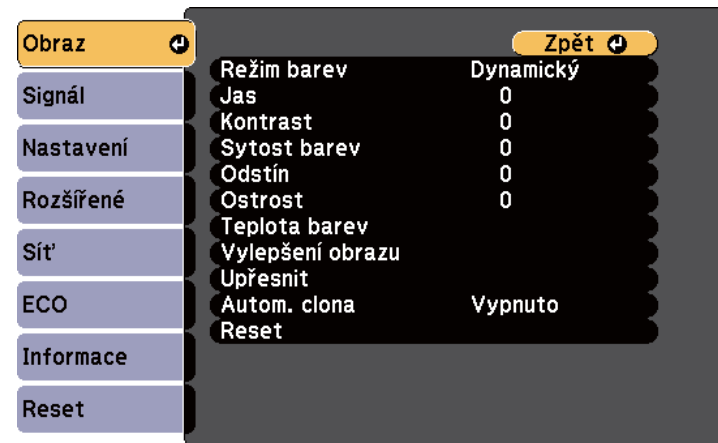 Obraz
Signál
Nastavení
Rozšířené
Síť
ECO
Informace
Reset
Zpět
Režim barev Dynamický
Jas 0
Kontrast 0
Sytost barev 0
Odstín 0
Ostrost 0
Teplota barev
Vylepšení obrazu
Upřesnit
Autom. clona Vypnuto
Reset